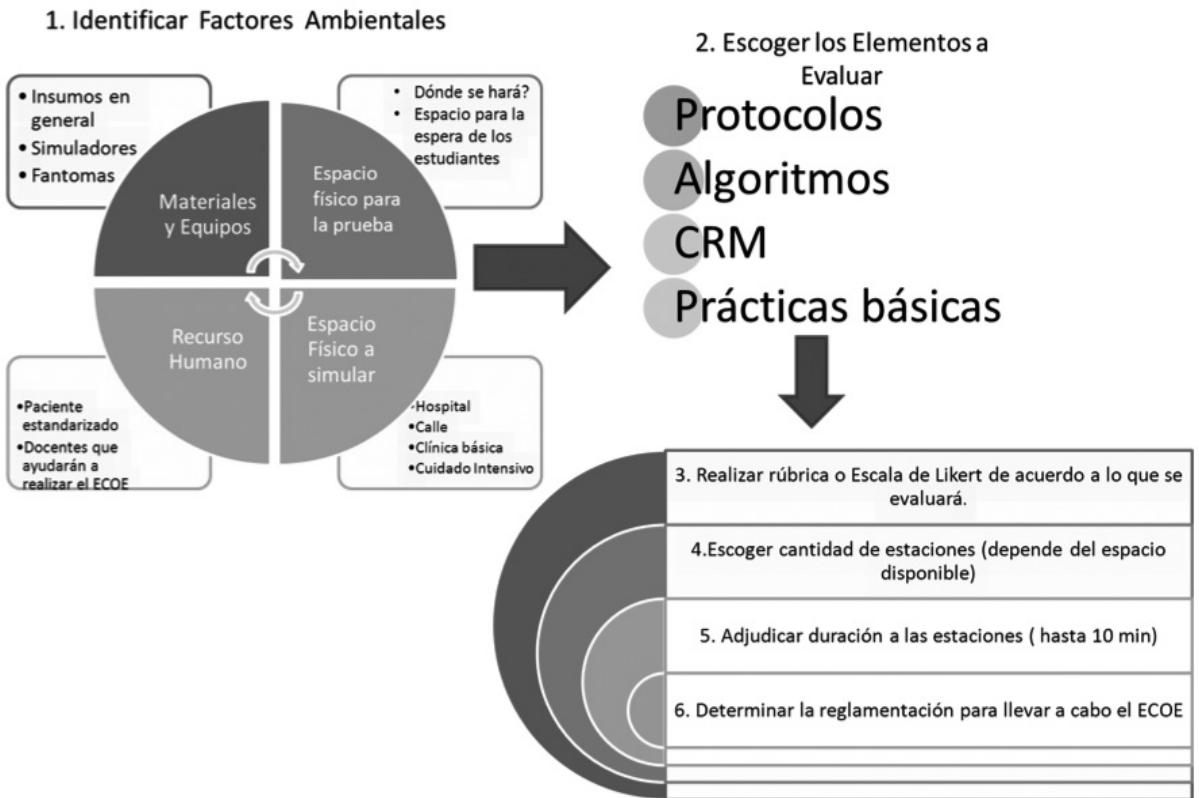 1. Identificar Factores Ambientales
• Insumos en
general
• Simuladores
• Fantomas
• Dónde se hará?
• Espacio para la
espera de los
estudiantes
Materiales
y Equipos
Espacio
físico para
la prueba
Recurso
Humano
Espacio
Físico a
simular
•Paciente
estandarizado
•Docentes que
ayudarán a
realizar el ECOE
•Hospital
•Calle
•Clínica básica
•Cuidado Intensivo
2. Escoger los Elementos a
Evaluar
Protocolos
Algoritmos
CRM
Prácticas básicas
3. Realizar rúbrica o Escala de Likert de acuerdo a lo que se
evaluará.
4.Escoger cantidad de estaciones (depende del espacio
disponible)
5. Adjudicar duración a las estaciones ( hasta 10 min)
6. Determinar la reglamentación para llevar a cabo el ECOE